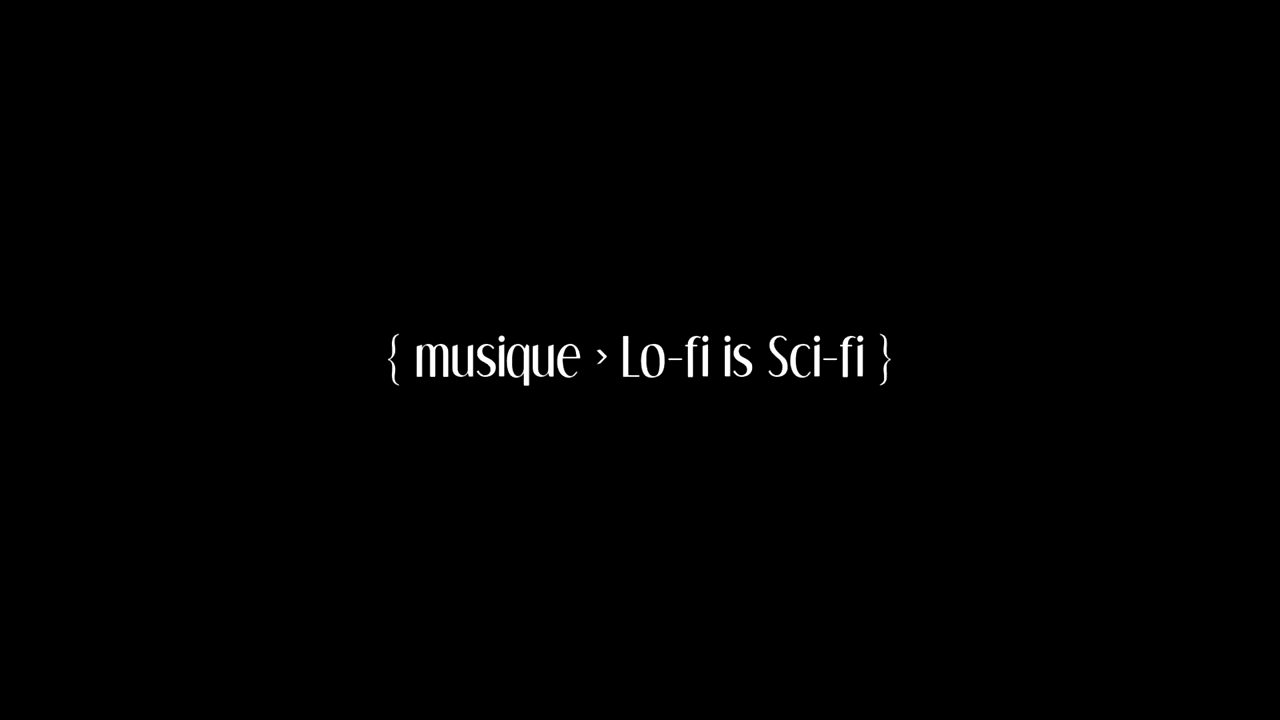 { musique › Lo-fi is Sci-fi }